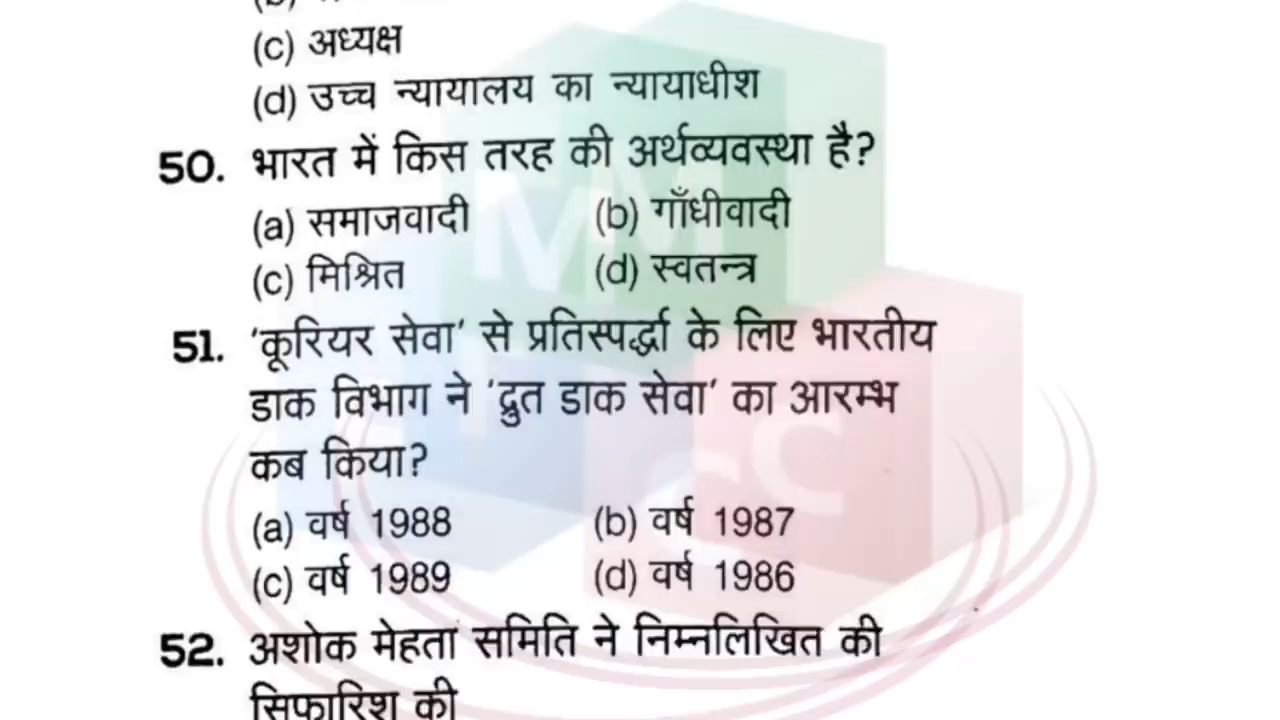 (c) अध्यक्ष
(d) उच्च न्यायालय का न्यायाधीश
50. भारत में किस तरह की अर्थव्यवस्था है?
(a) समाजवादी (b) गाँधीवादी
(c) मिश्रित (d) स्वतन्त्र
51. 'कूरियर सेवा' से प्रतिस्पर्द्धा के लिए भारतीय
डाक विभाग ने 'द्रुत डाक सेवा' का आरम्भ
कब किया?
(a) वर्ष 1988 (b) वर्ष 1987
(c) वर्ष 1989 (d) वर्ष 1986
52. अशोक मेहता समिति ने निम्नलिखित की
सिफारिश की
M M C C